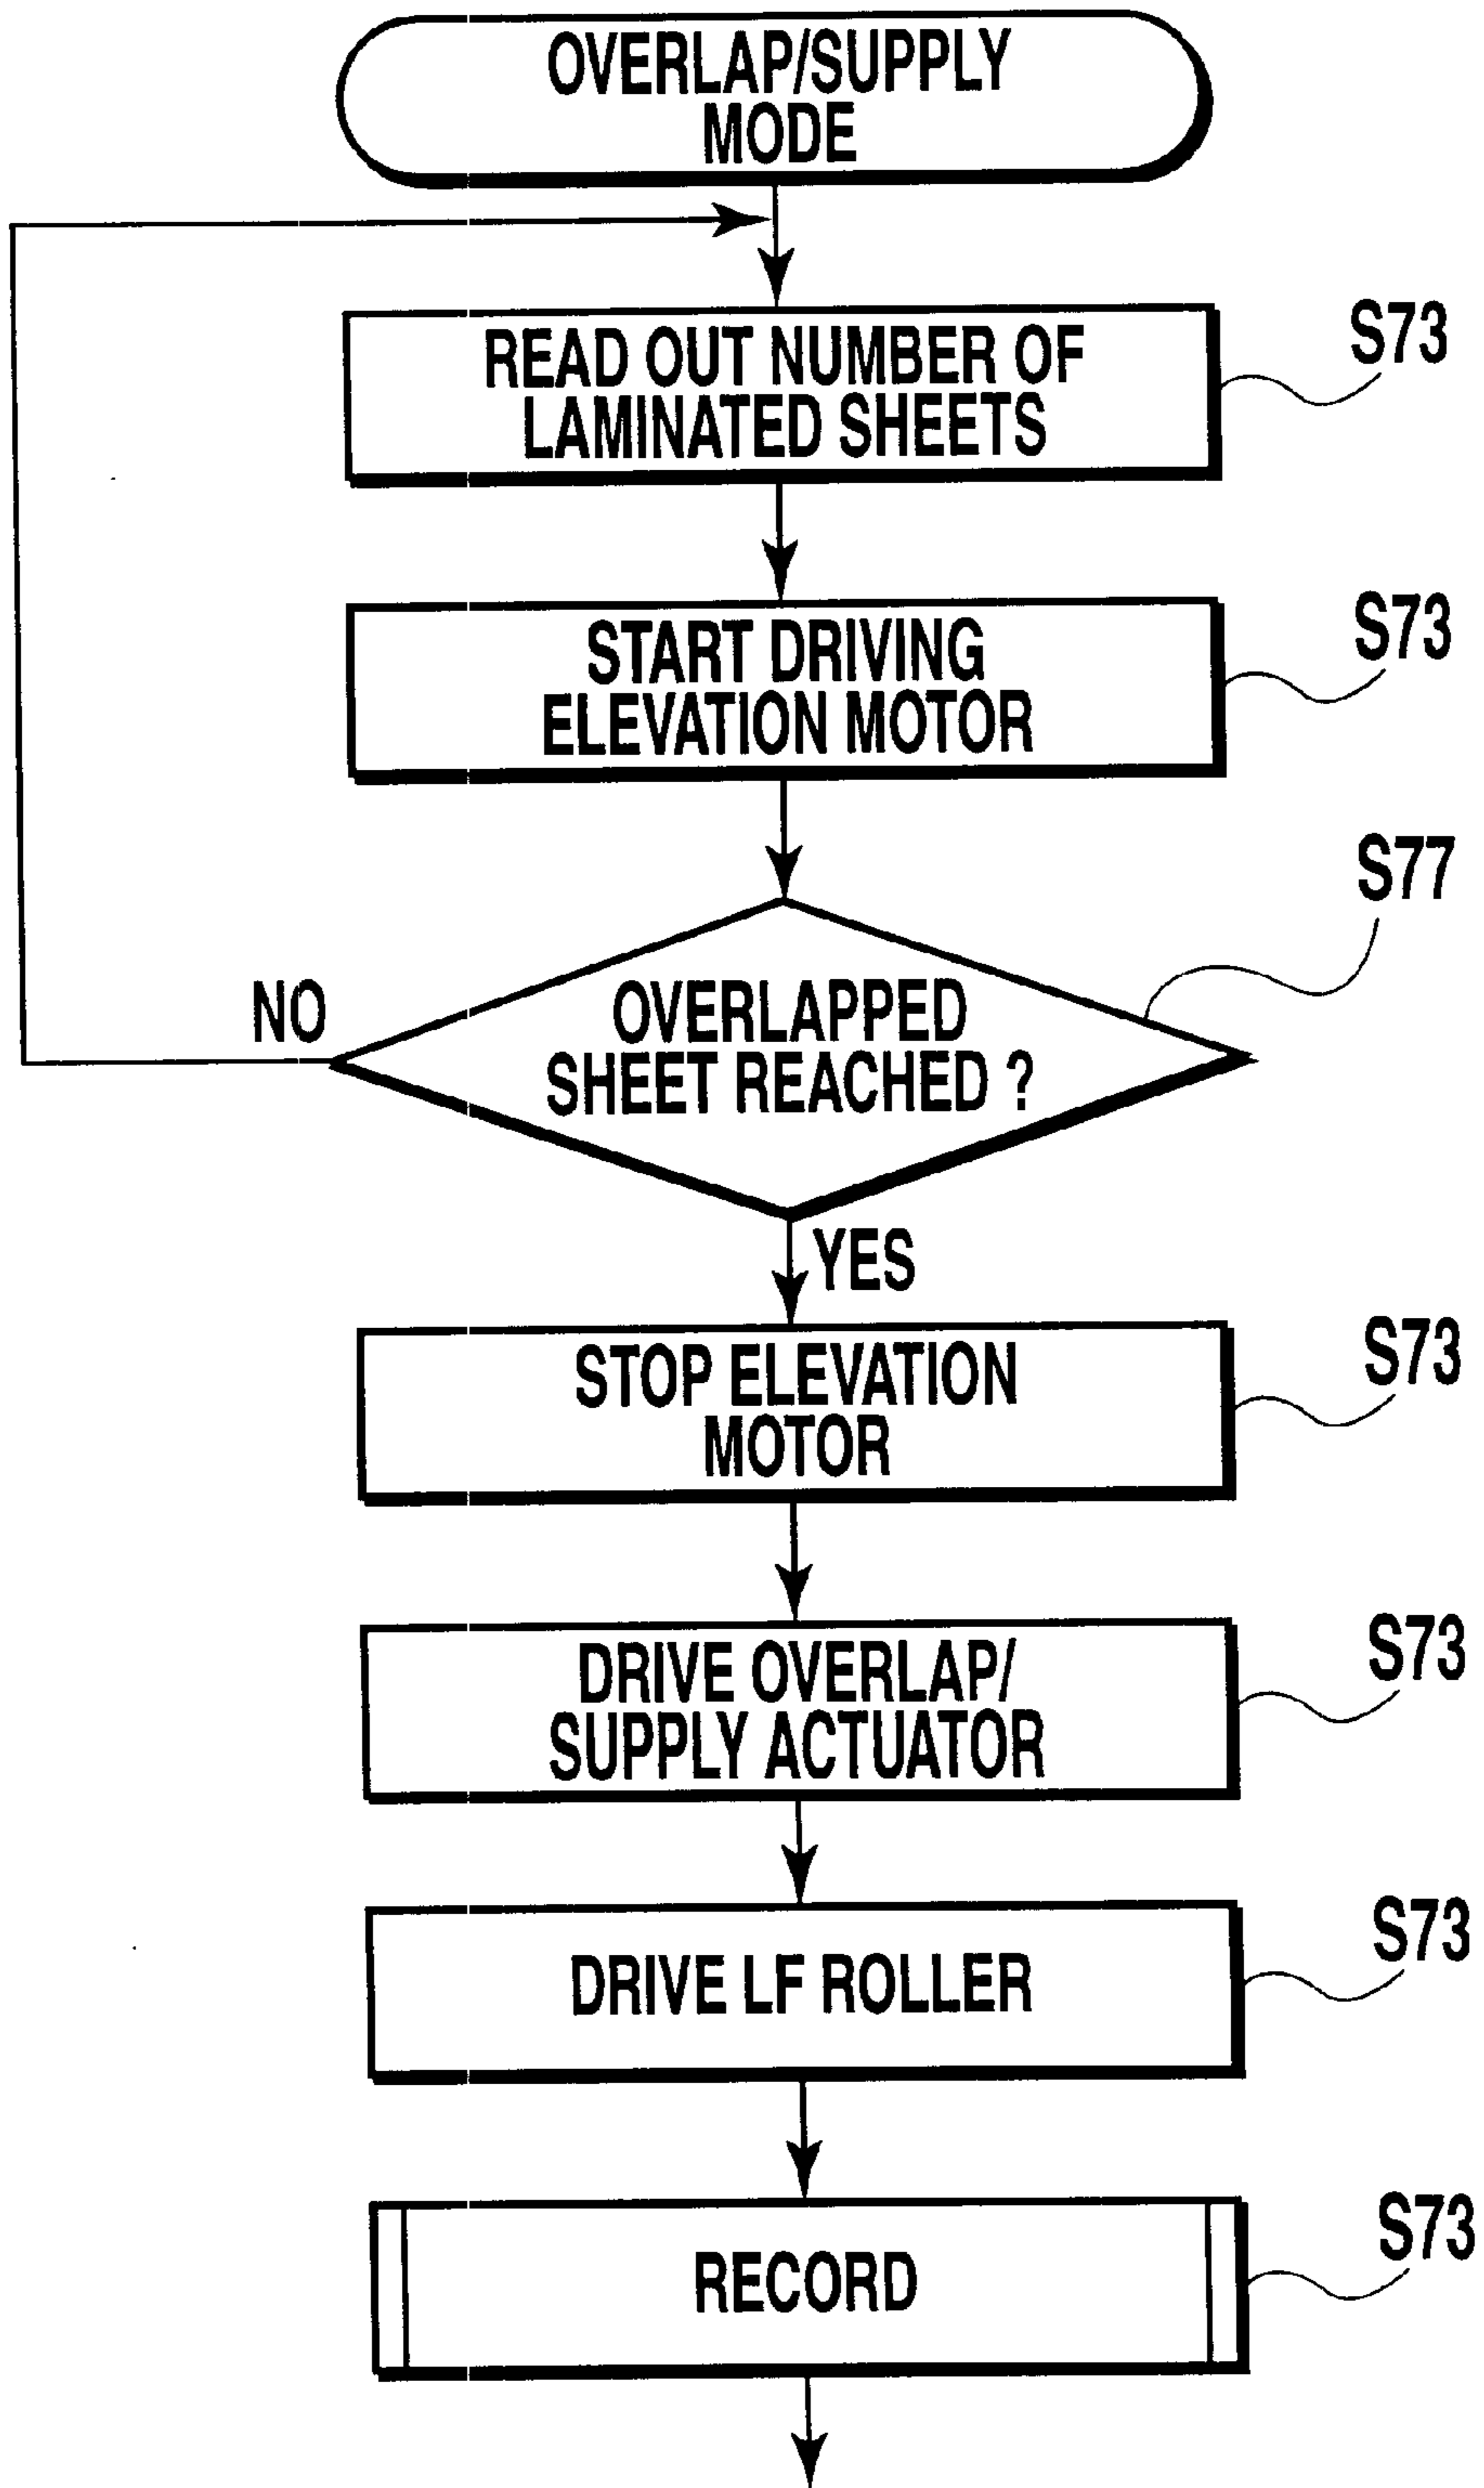 OVERLAP/SUPPLY
MODE
READ OUT NUMBER OF
LAMINATED SHEETS
S73
START DRIVING
ELEVATION MOTOR
S73
S77
NO
OVERLAPPED
SHEET REACHED ?
YES
STOP ELEVATION
MOTOR
S73
DRIVE OVERLAP/
SUPPLY ACTUATOR
S73
DRIVE LF ROLLER
S73
RECORD
S73